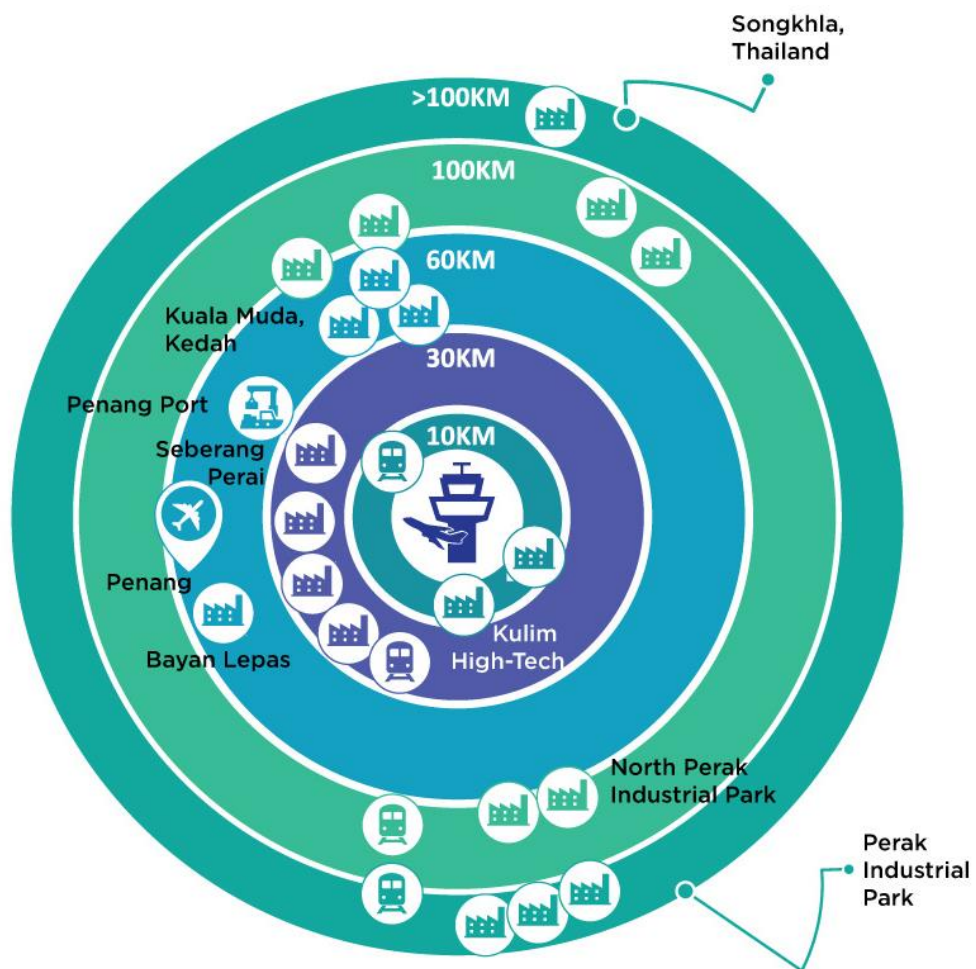 Songkhla,
Thailand
>100KM
100KM
60KM
Kuala Muda,
Kedah
30KM
Penang Port
10KM
Seberang
Perai
Penang
Bayan Lepas
Kulim
High-Tech
North Perak
Industrial Park
Perak
Industrial
Park